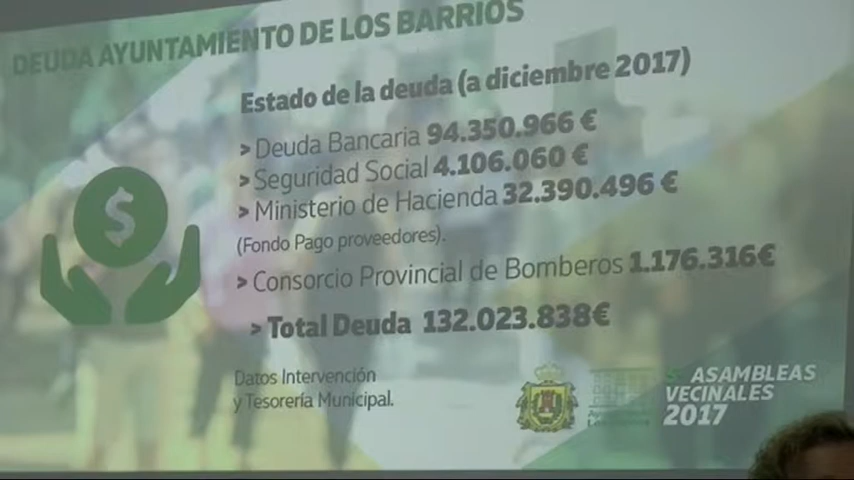 DEUDA AYUNTAMIENTO DE LOS BARRIOS
Estado de la deuda (a diciembre 2017)
> Deuda Bancaria 94.350.966 €
> Seguridad Social 4.106.060 €
> Ministerio de Hacienda 32.390.496 €
(Fondo Pago proveedores).
> Consorcio Provincial de Bomberos 1.176.316€
> Total Deuda 132.023.838€
Datos Intervención
y Tesorería Municipal.
ASAMBLEAS
VECINALES
2017